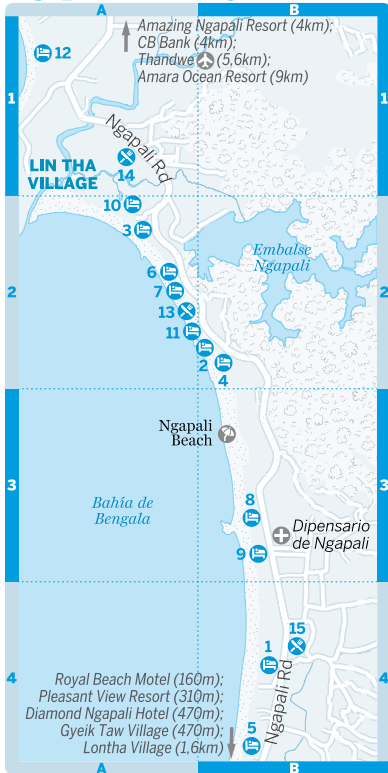 A
B
Amazing Ngapali Resort (4km);
CB Bank (4km);
Thandwe (5,6km);
Amara Ocean Resort (9km)
12
1
1
Ngapali Rd
14
LIN THA
VILLAGE
10
3
Embalse
Ngapali
6
7
2
2
13
11
2
4
Ngapali
Beach
3
3
8
Bahía de
Bengala
Dipensario
de Ngapali
9
15
1
Ngapali Rd
4
4
Royal Beach Motel (160m);
Pleasant View Resort (310m);
Diamond Ngapali Hotel (470m);
Gyeik Taw Village (470m);
Lontha Village (1,6km)
5
A
B